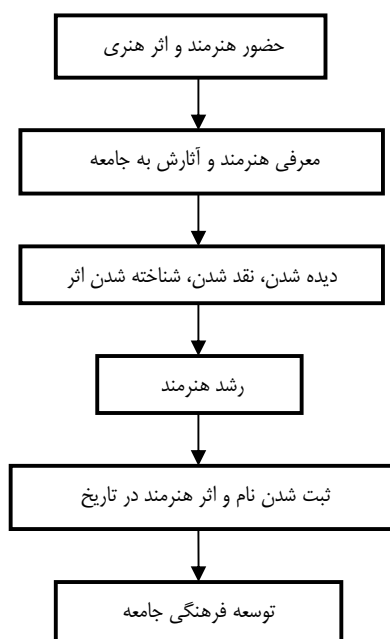 حضور هنرمند و اثر هنری
معرفی هنرمند و آثارش به جامعه
دیده شدن، نقد شدن، شناخته شدن اثر
رشد هنرمند
ثبت شدن نام و اثر هنرمند در تاریخ
توسعه فرهنگی جامعه